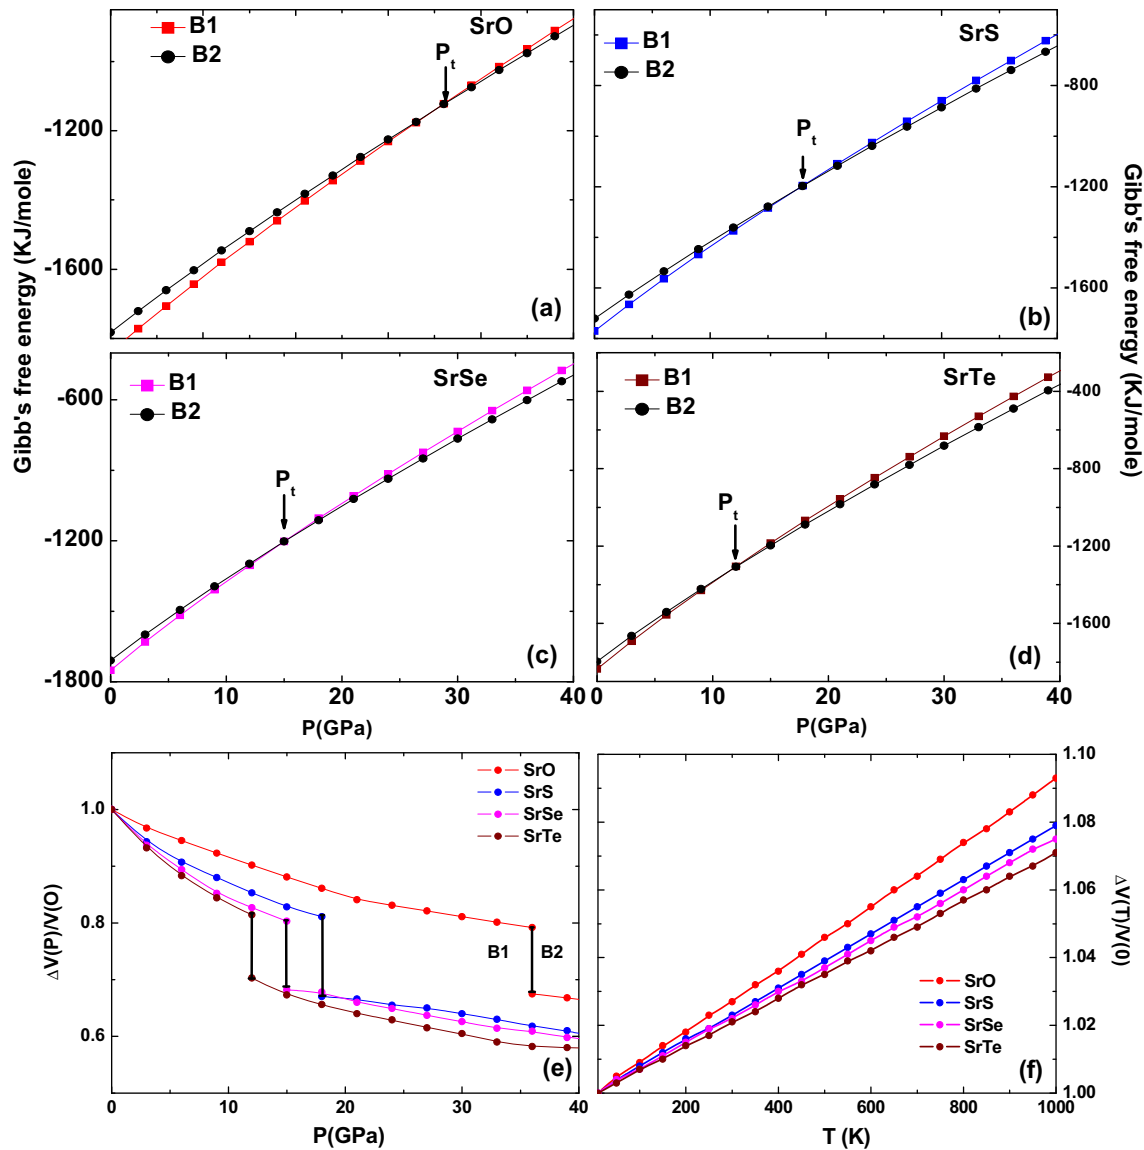 B1
B2
SrO
P_t
-1200
-1600
(a)
B1
B2
SrS
P_t
-800
-1200
-1600
(b)
Gibb's free energy (KJ/mole)
Gibb's free energy (KJ/mole)
B1
B2
SrSe
P_t
-600
-1200
-1800
(c)
0 10 20 30 40
P(GPa)
B1
B2
SrTe
P_t
-400
-800
-1200
-1600
(d)
0 10 20 30 40
P(GPa)
SrO
SrS
SrSe
SrTe
1.0
0.8
0.6
ΔV(P)/V(O)
B1 B2
(e)
0 10 20 30 40
P(GPa)
1.10
1.08
1.06
1.04
1.02
1.00
ΔV(T)/V(0)
SrO
SrS
SrSe
SrTe
(f)
200 400 600 800 1000
T (K)